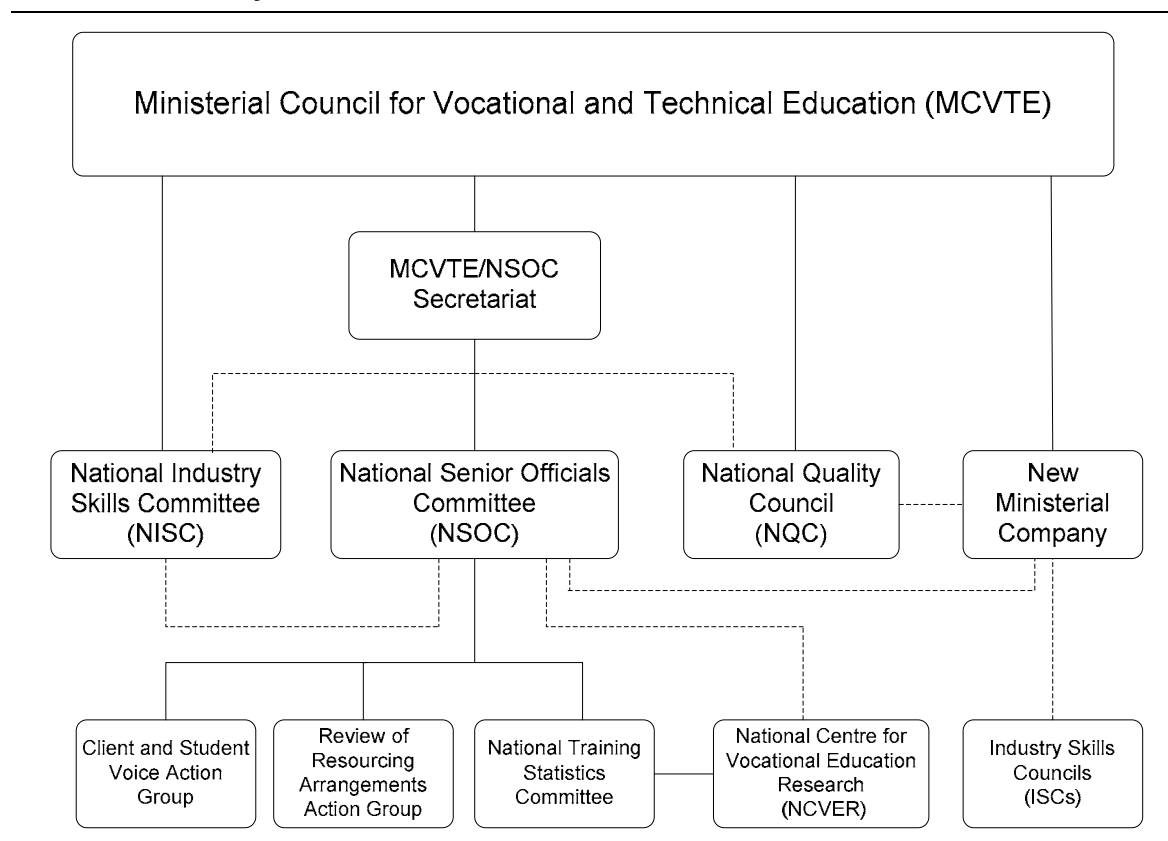 Ministerial Council for Vocational and Technical Education (MCVTE)
MCVTE/NSOC
Secretariat
National Industry
Skills Committee
(NISC)
National Senior Officials
Committee
(NSOC)
National Quality
Council
(NQC)
New
Ministerial
Company
Client and Student
Voice Action
Group
Review of
Resourcing
Arrangements
Action Group
National Training
Statistics
Committee
National Centre for
Vocational Education
Research
(NCVER)
Industry Skills
Councils
(ISCs)